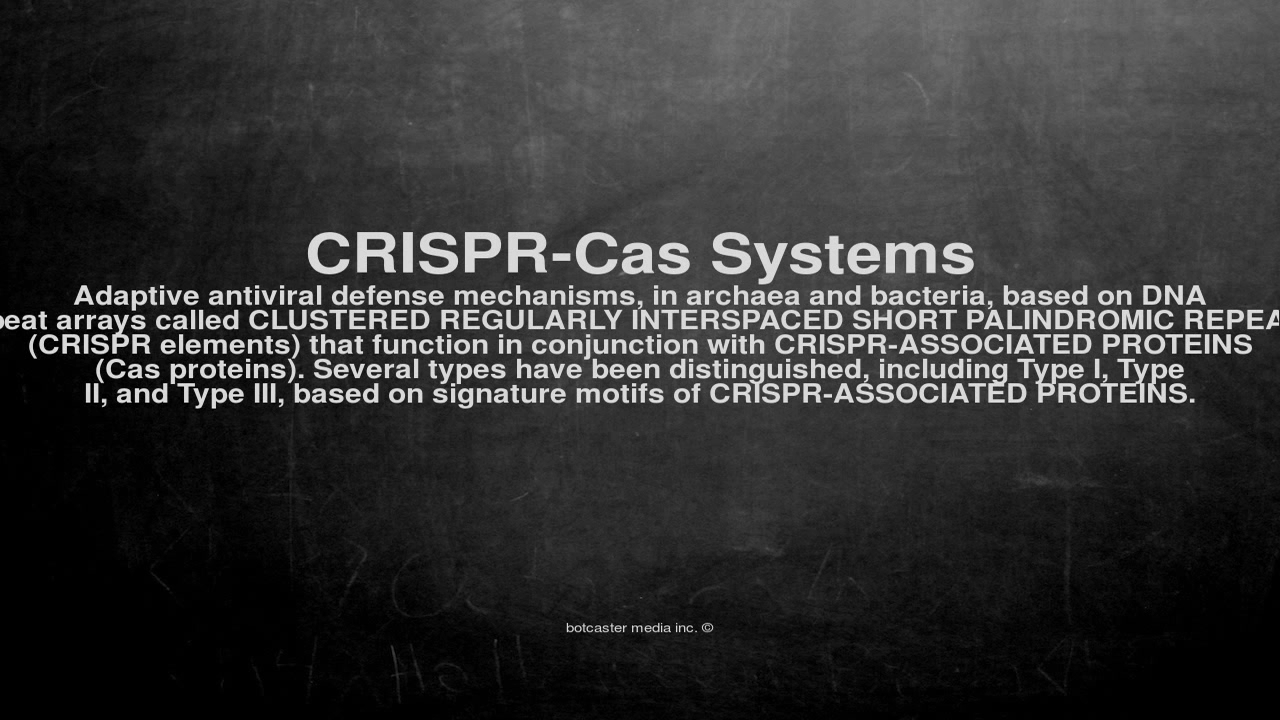 CRISPR-Cas Systems
Adaptive antiviral defense mechanisms, in archaea and bacteria, based on DNA
peat arrays called CLUSTERED REGULARLY INTERSPACED SHORT PALINDROMIC REPEA
(CRISPR elements) that function in conjunction with CRISPR-ASSOCIATED PROTEINS
(Cas proteins). Several types have been distinguished, including Type I, Type
II, and Type III, based on signature motifs of CRISPR-ASSOCIATED PROTEINS.
botcaster media inc. ©